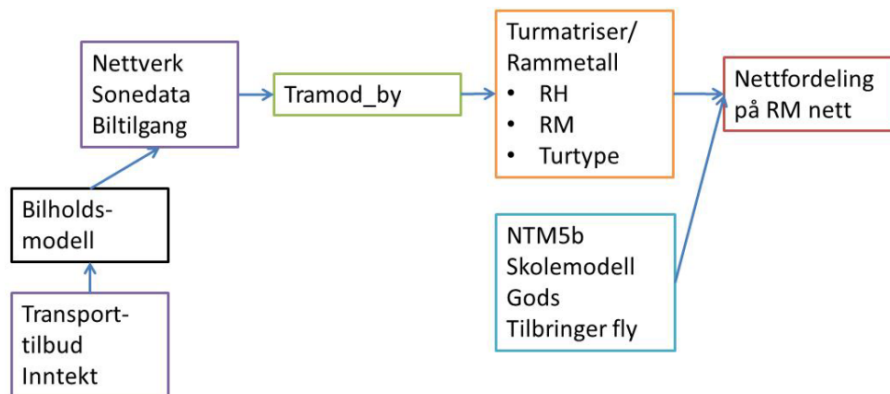 Nettverk
Sonedata
Biltilgang
Tramod_by
Turmatriser/
Rammetall
• RH
• RM
• Turtype
Nettfordeling
på RM nett
Bilholds-
modell
NTM5b
Skolemodell
Gods
Tilbringer fly
Transport-
tilbud
Inntekt